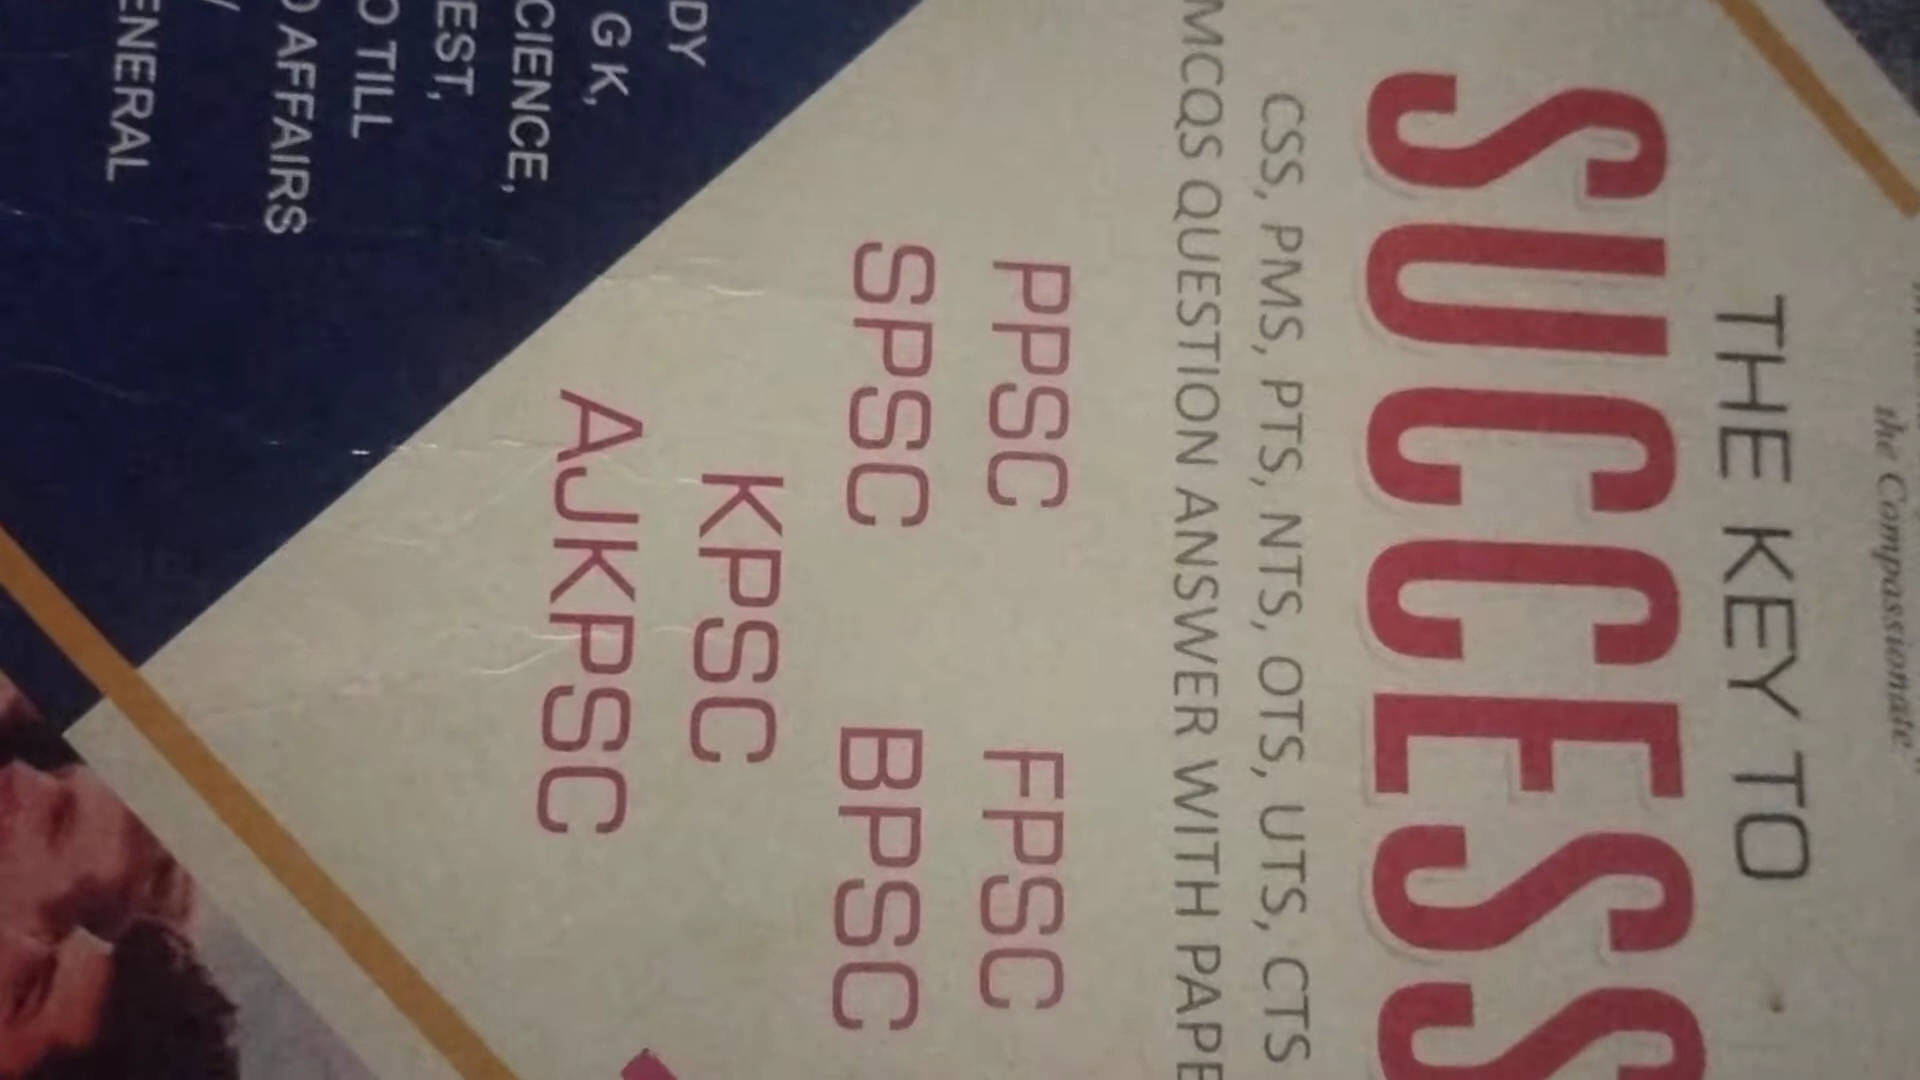 the Compassionate,
THE KEY TO
SUCCESS
CSS, PMS, PTS, NTS, OTS, UTS, CTS
MCQS QUESTION ANSWER WITH PAPE
PPSC FPSC
SPSC BPSC
KPSC
AJKPSC
DY
G K,
CIENCE,
EST,
O TILL
AFFAIRS
/
ENERAL